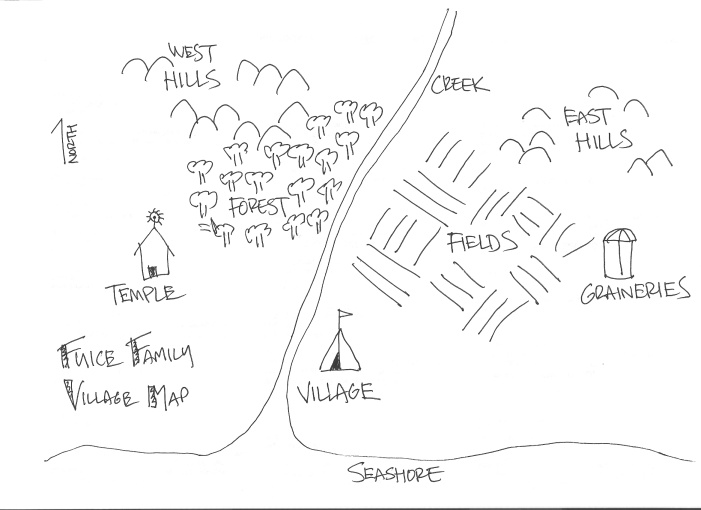 WEST
HILLS
CREEK
EAST
HILLS
NORTH
FOREST
FIELDS
TEMPLE
GRAINERIES
FUICE FAMILY
VILLAGE MAP
VILLAGE
SEASHORE